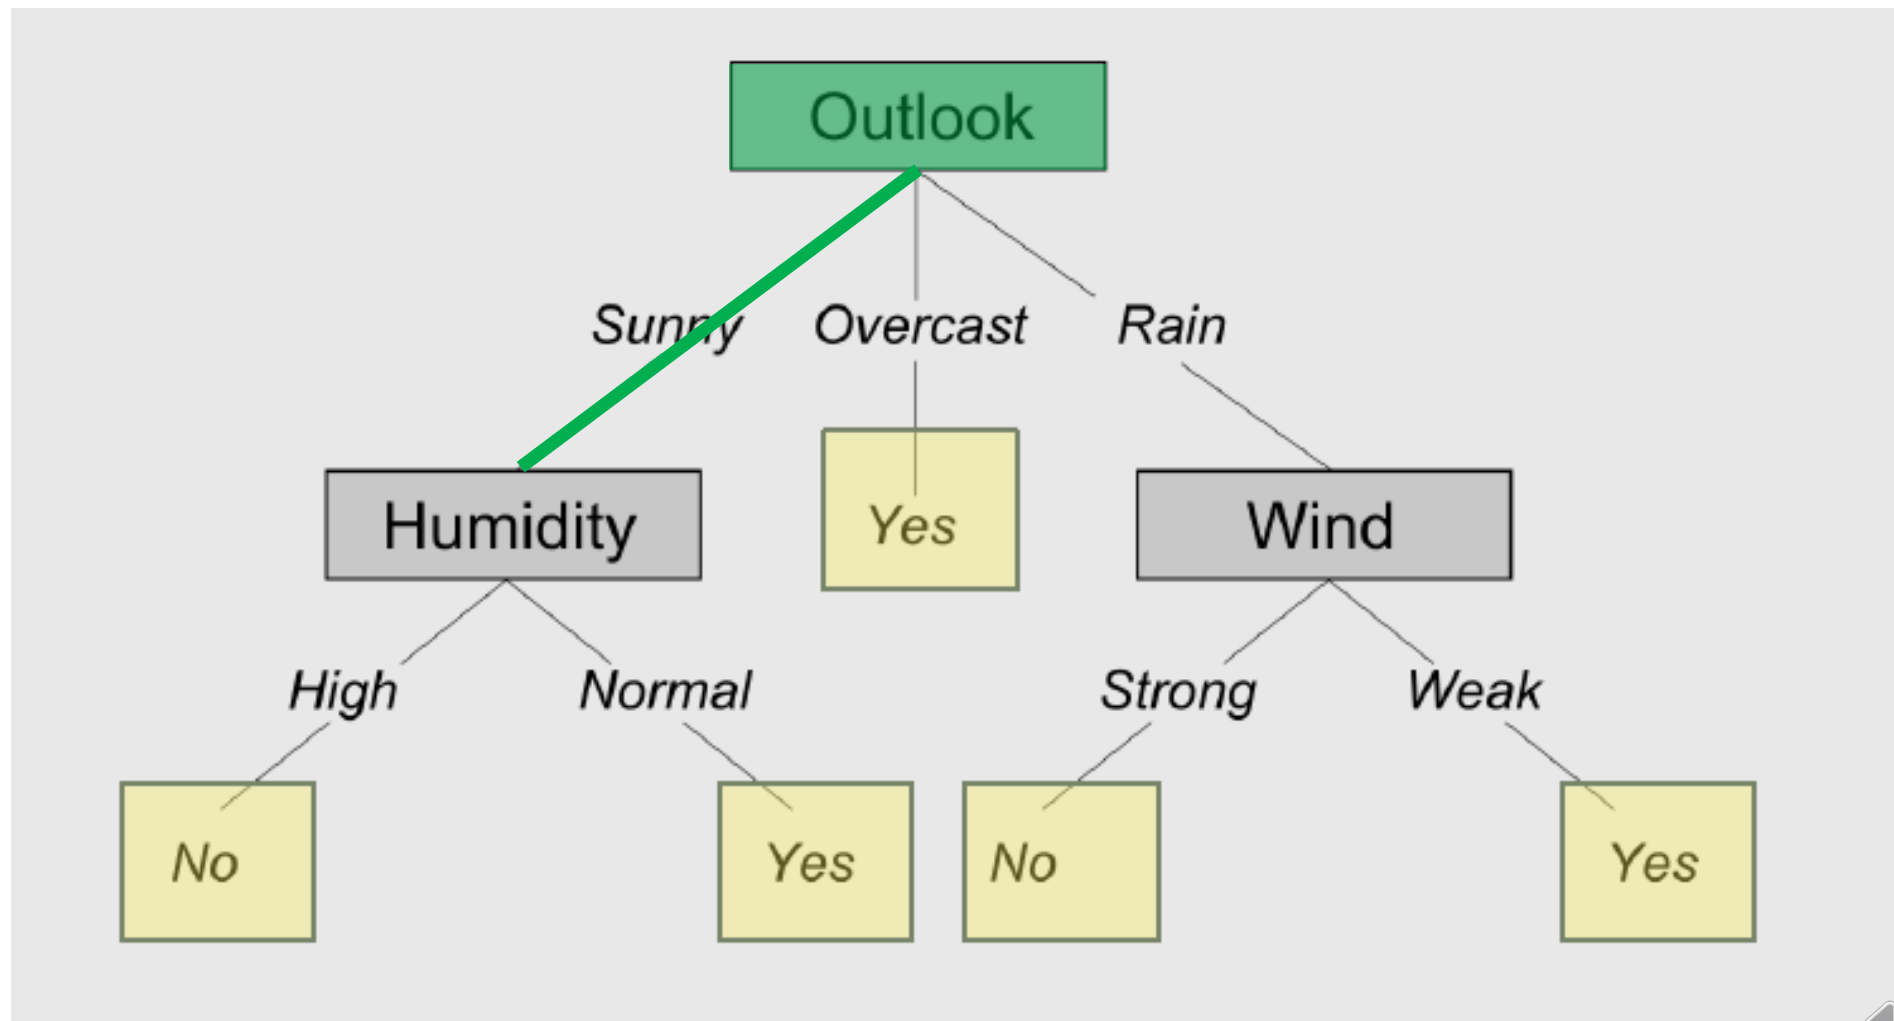 Outlook
Sunny Overcast Rain
Humidity Yes Wind
High Normal Strong Weak
No Yes No Yes